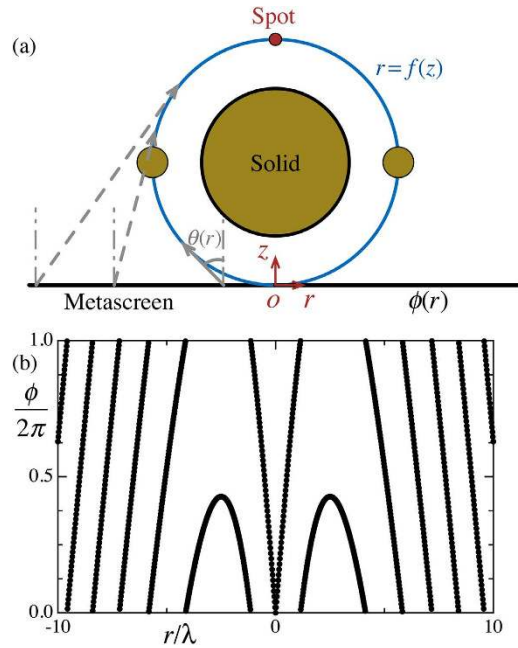 Spot
(a)
r=f(z)
Solid
θ(r)
z
o r
Metascreen
ϕ(r)
(b)
1.0
ϕ
2π
0.5
0.0
-10 0 10
r/λ